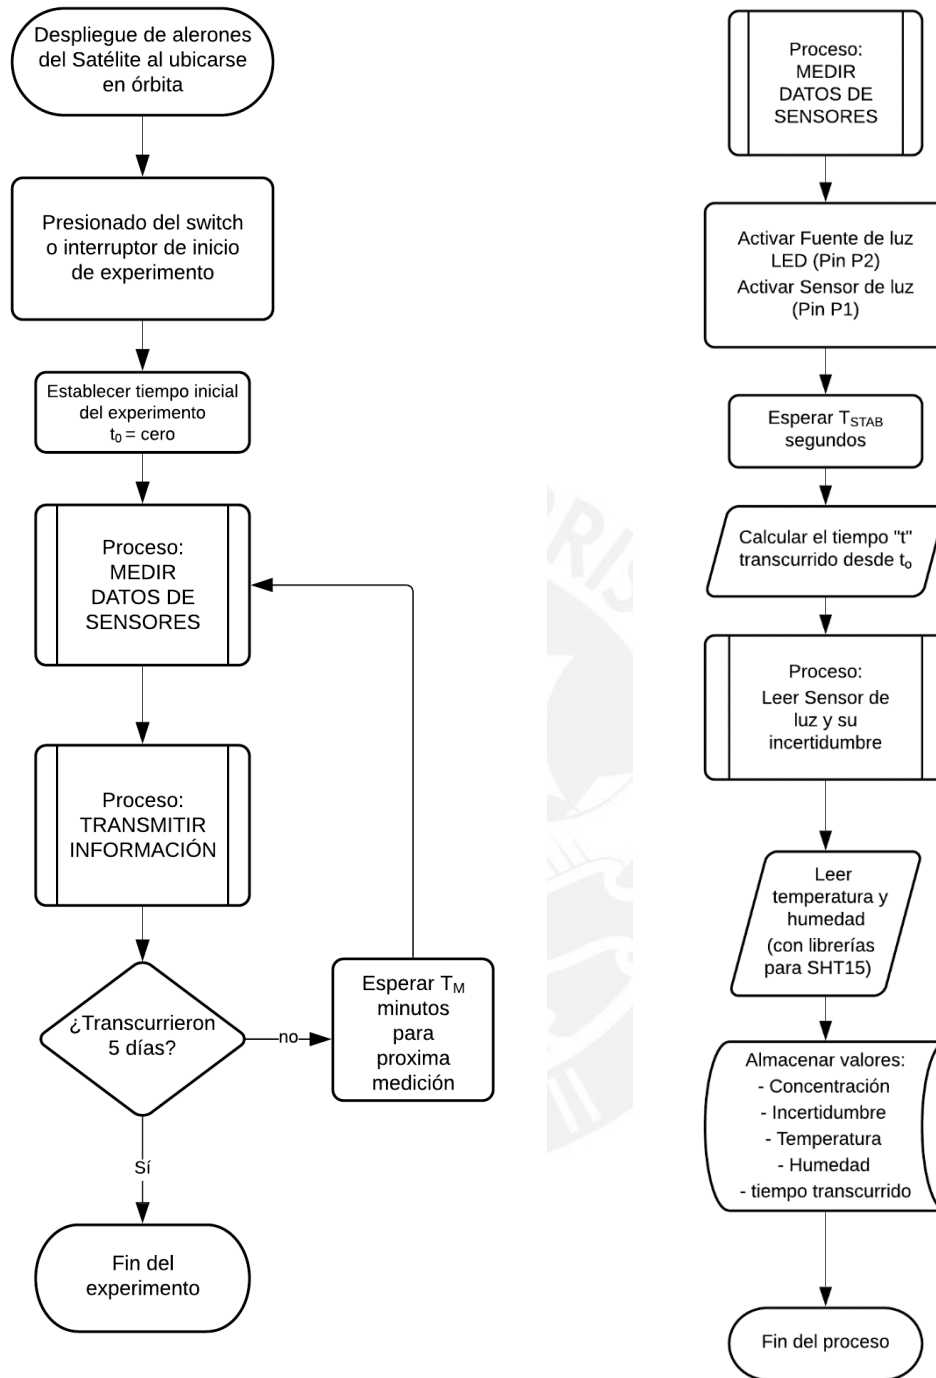 Despliegue de alerones
del Satélite al ubicarse
en órbita
Presionado del switch
o interruptor de inicio
de experimento
Establecer tiempo inicial
del experimento
t₀ = cero
Proceso:
MEDIR
DATOS DE
SENSORES
Proceso:
TRANSMITIR
INFORMACIÓN
¿Transcurrieron
5 días?
no
Esperar T_M
minutos
para
proxima
medición
Sí
Fin del
experimento
Proceso:
MEDIR
DATOS DE
SENSORES
Activar Fuente de luz
LED (Pin P2)
Activar Sensor de luz
(Pin P1)
Esperar T_STAB
segundos
Calcular el tiempo "t"
transcurrido desde tₒ
Proceso:
Leer Sensor de
luz y su
incertidumbre
Leer
temperatura y
humedad
(con librerías
para SHT15)
Almacenar valores:
- Concentración
- Incertidumbre
- Temperatura
- Humedad
- tiempo transcurrido
Fin del proceso